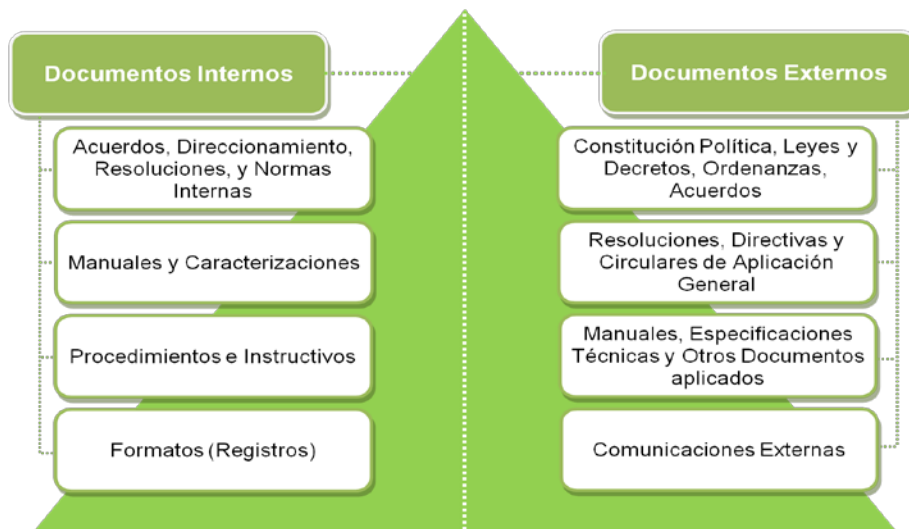 Documentos Internos
Acuerdos, Direccionamiento,
Resoluciones, y Normas
Internas
Manuales y Caracterizaciones
Procedimientos e Instructivos
Formatos (Registros)
Documentos Externos
Constitución Política, Leyes y
Decretos, Ordenanzas,
Acuerdos
Resoluciones, Directivas y
Circulares de Aplicación
General
Manuales, Especificaciones
Técnicas y Otros Documentos
aplicados
Comunicaciones Externas